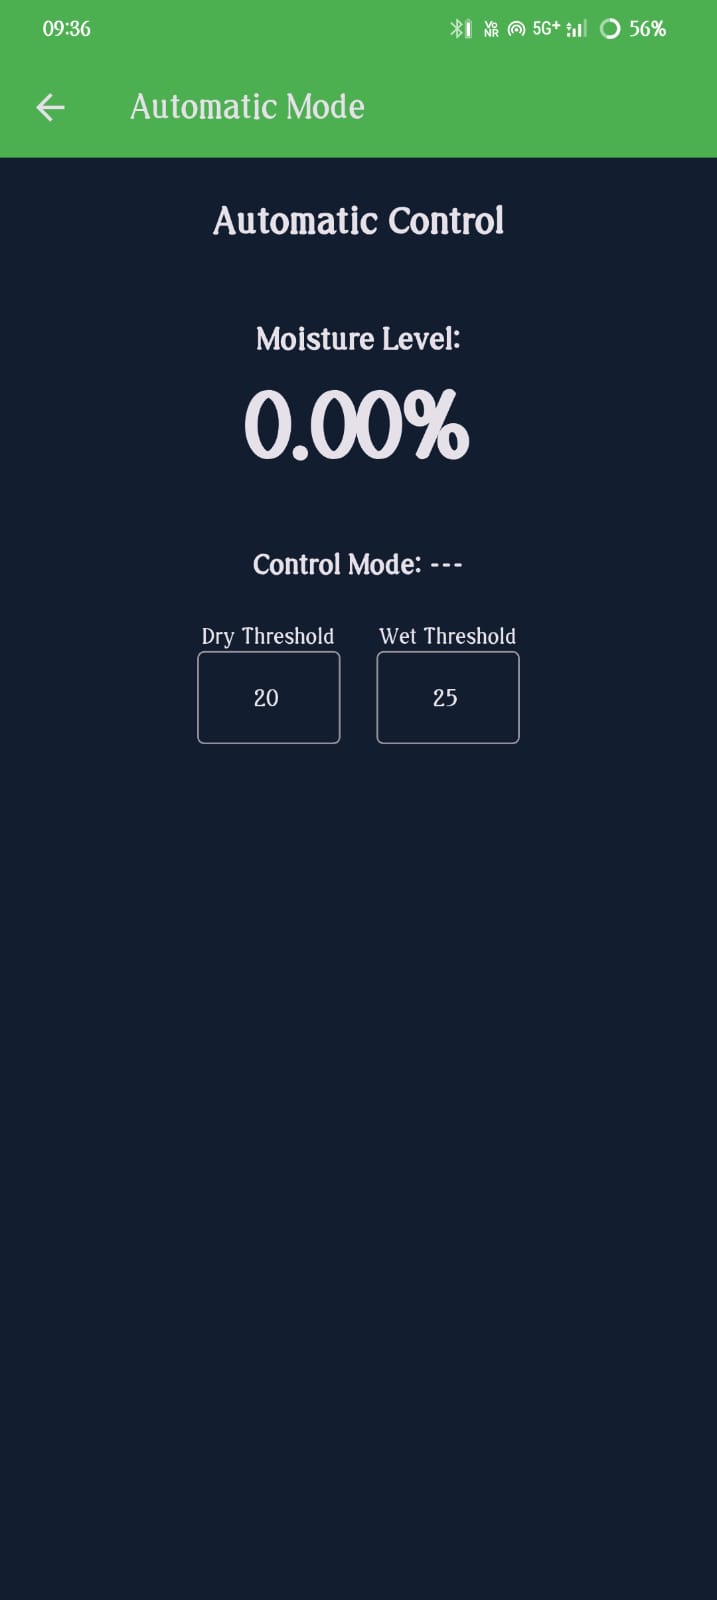 09:36 Vo NR 5G+ 56%
Automatic Mode
Automatic Control
Moisture Level:
0.00%
Control Mode: ---
Dry Threshold Wet Threshold
20 25